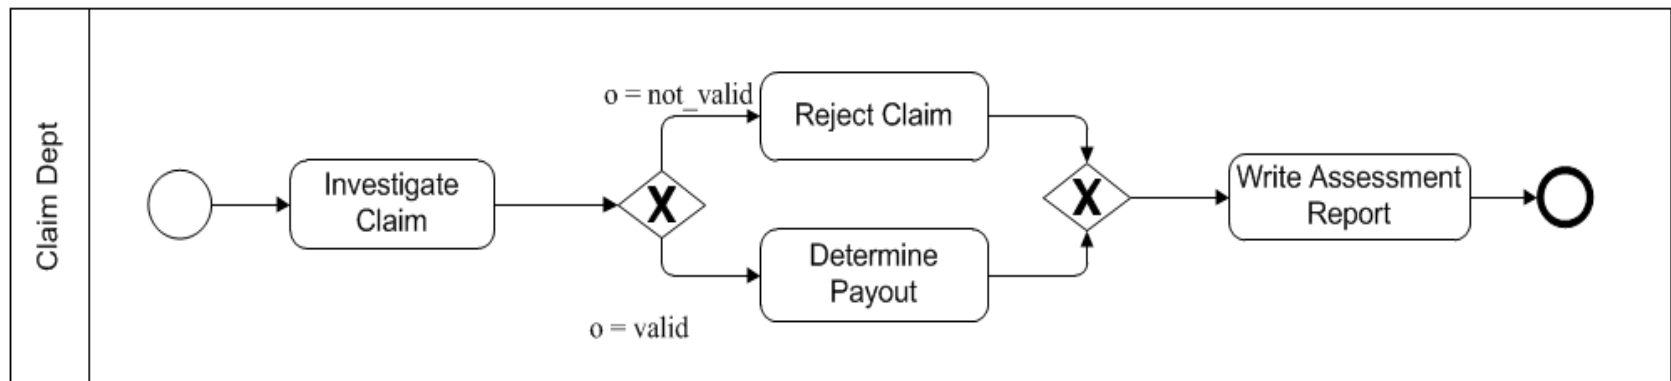 Claim Dept
Investigate
Claim
o = not_valid
X
o = valid
Reject Claim
Determine
Payout
X
Write Assessment
Report